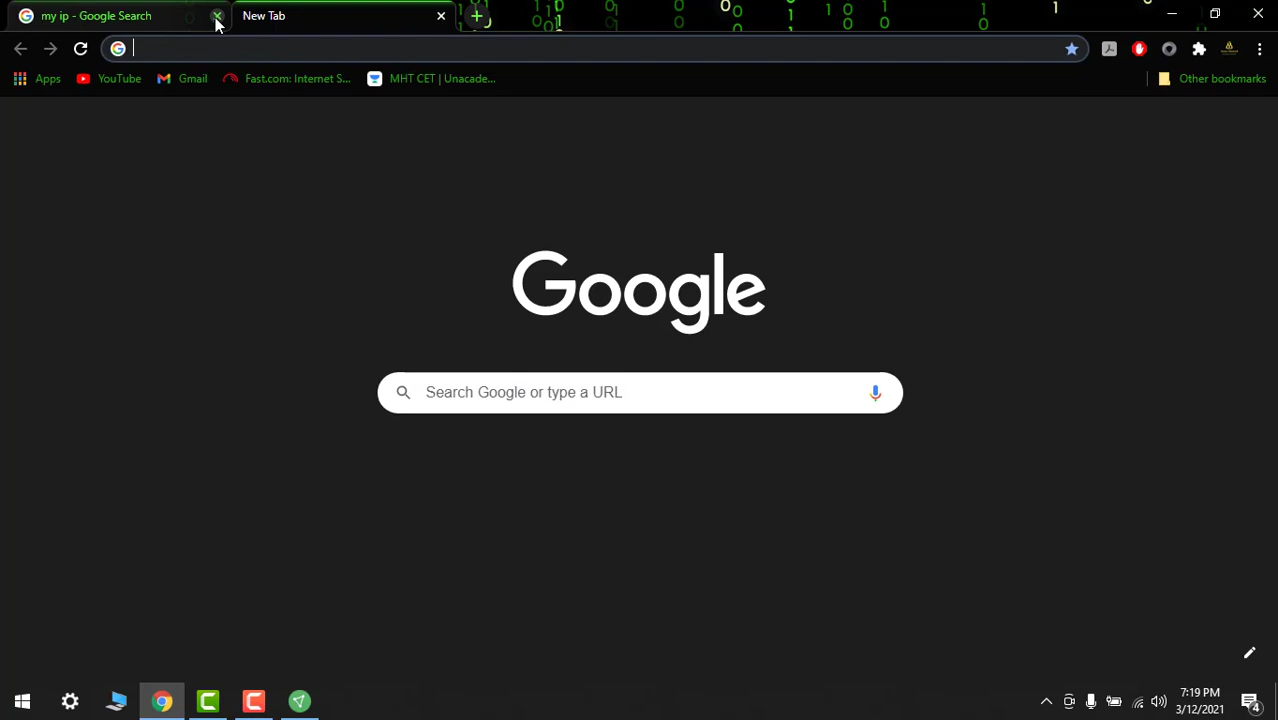 my ip - Google Search
New Tab
Apps
YouTube
Gmail
Fast.com: Internet S...
MHT CET | Unacade...
Other bookmarks
Google
Search Google or type a URL
7:19 PM
3/12/2021
4